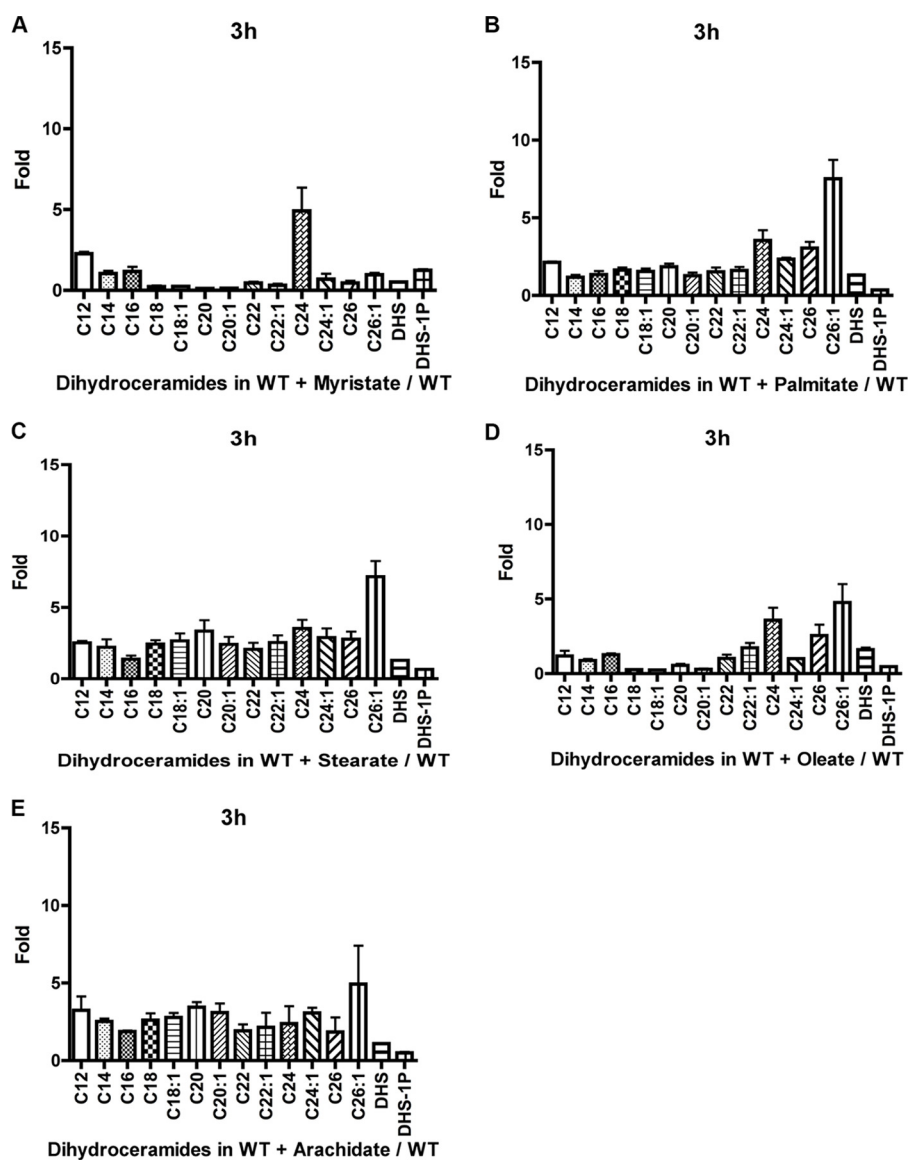 A
3h
Fold
15
10
5
0
C12
C14
C16
C18
C18:1
C20
C20:1
C22
C22:1
C24
C24:1
C26
C26:1
DHS
DHS-1P
Dihydroceramides in WT + Myristate / WT
B
3h
Fold
15
10
5
0
C12
C14
C16
C18
C18:1
C20
C20:1
C22
C22:1
C24
C24:1
C26
C26:1
DHS
DHS-1P
Dihydroceramides in WT + Palmitate / WT
C
3h
Fold
15
10
5
0
C12
C14
C16
C18
C18:1
C20
C20:1
C22
C22:1
C24
C24:1
C26
C26:1
DHS
DHS-1P
Dihydroceramides in WT + Stearate / WT
D
3h
Fold
15
10
5
0
C12
C14
C16
C18
C18:1
C20
C20:1
C22
C22:1
C24
C24:1
C26
C26:1
DHS
DHS-1P
Dihydroceramides in WT + Oleate / WT
E
3h
Fold
15
10
5
0
C12
C14
C16
C18
C18:1
C20
C20:1
C22
C22:1
C24
C24:1
C26
C26:1
DHS
DHS-1P
Dihydroceramides in WT + Arachidate / WT